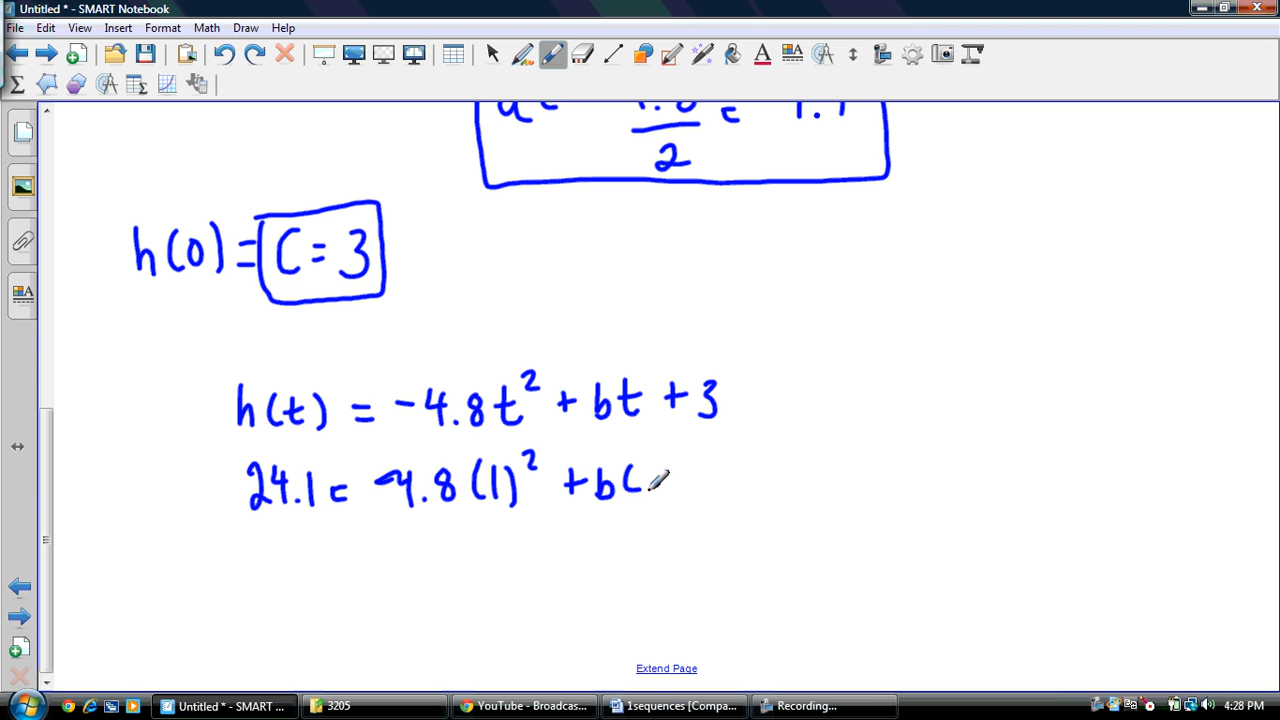 Untitled * - SMART Notebook
File Edit View Insert Format Math Draw Help
2
h(0) = C = 3
h(t) = -4.8t² + bt + 3
24.1 = -4.8(1)² + b(
Extend Page
Untitled * - SMART ...
3205
YouTube - Broadcas...
1sequences [Compa...
Recording...
4:28 PM